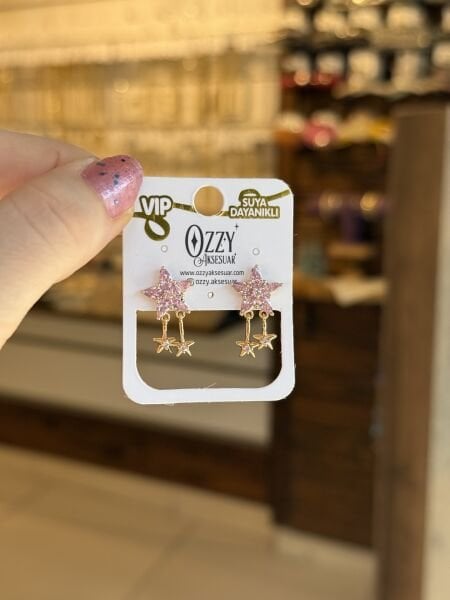 VIP
SUYA
DAYANIKLI
OZZY
AKSESUAR
www.ozzyaksesuar.com
ozzy.aksesuar